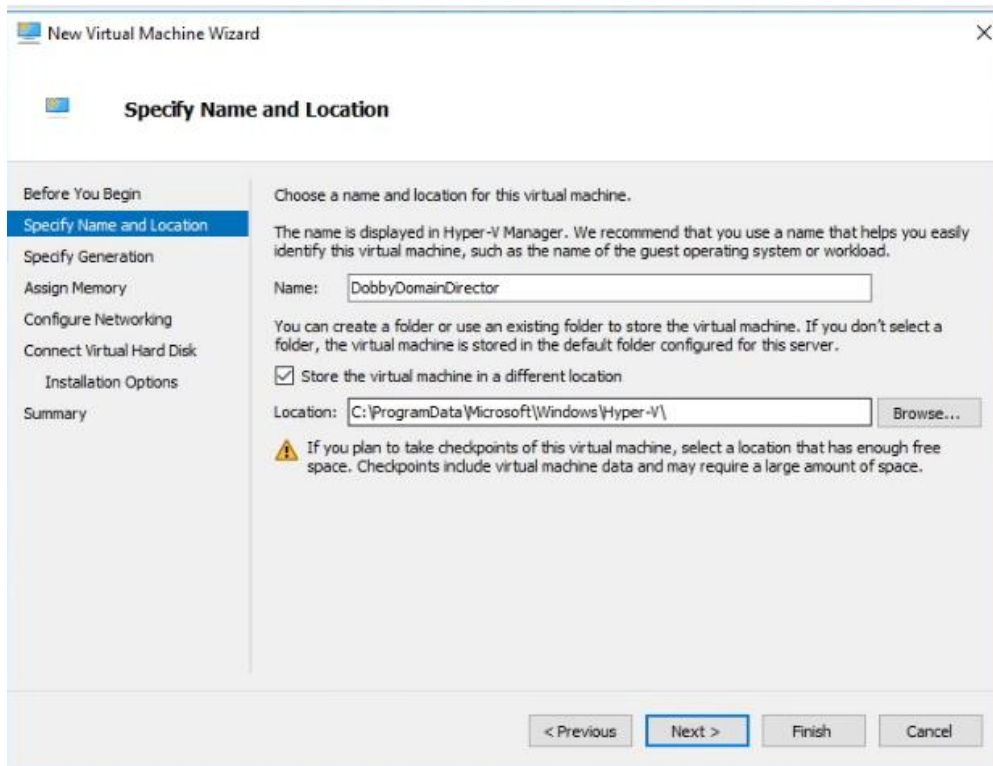 New Virtual Machine Wizard
Specify Name and Location
Before You Begin
Specify Name and Location
Specify Generation
Assign Memory
Configure Networking
Connect Virtual Hard Disk
Installation Options
Summary
Choose a name and location for this virtual machine.
The name is displayed in Hyper-V Manager. We recommend that you use a name that helps you easily
identify this virtual machine, such as the name of the guest operating system or workload.
Name: DobbyDomainDirector
You can create a folder or use an existing folder to store the virtual machine. If you don't select a
folder, the virtual machine is stored in the default folder configured for this server.
Store the virtual machine in a different location
Location: C:\ProgramData\Microsoft\Windows\Hyper-V\ Browse...
If you plan to take checkpoints of this virtual machine, select a location that has enough free
space. Checkpoints include virtual machine data and may require a large amount of space.
< Previous Next > Finish Cancel